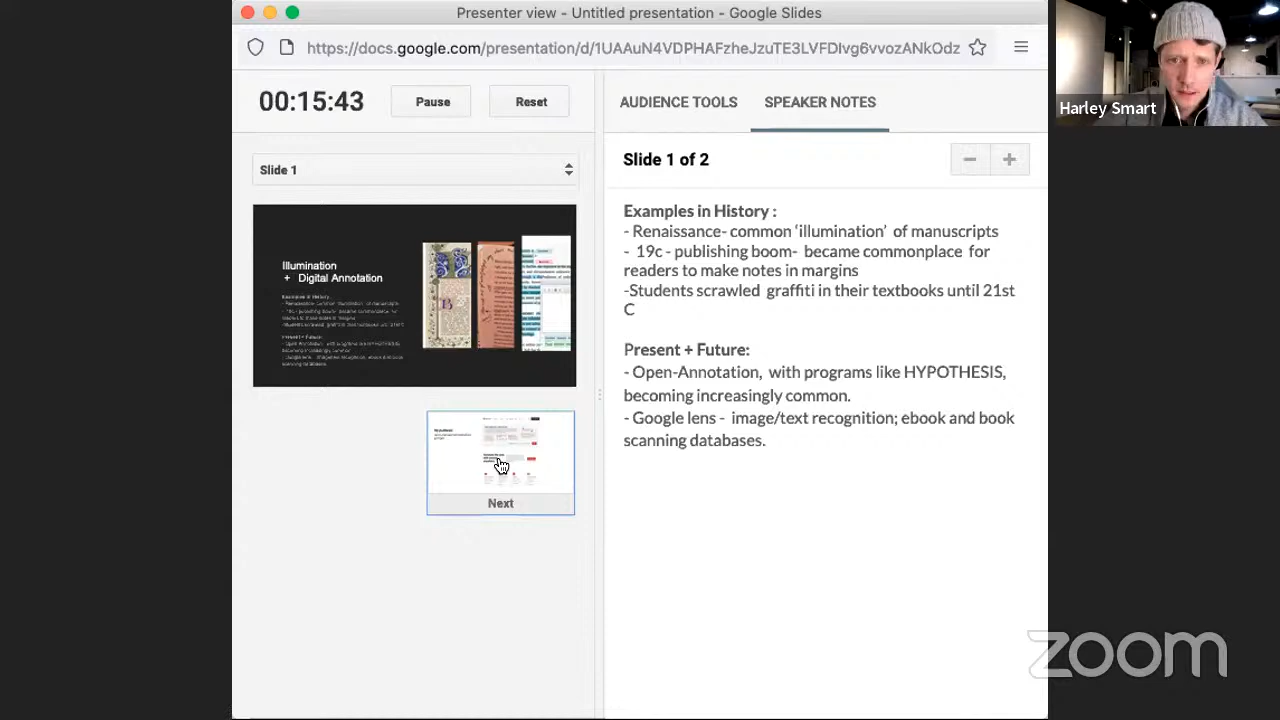 Presenter view - Untitled presentation - Google Slides
https://docs.google.com/presentation/d/1UAAuN4VDPHAFzheJzuTE3LVFDIvg6vvozANkOdz
Harley Smart
00:15:43
Pause
Reset
AUDIENCE TOOLS
SPEAKER NOTES
Slide 1
Slide 1 of 2
Illumination
+ Digital Annotation
Next
Examples in History :
- Renaissance- common ‘illumination’ of manuscripts
- 19c - publishing boom- became commonplace for
readers to make notes in margins
-Students scrawled graffiti in their textbooks until 21st
C
Present + Future:
- Open-Annotation, with programs like HYPOTHESIS,
becoming increasingly common.
- Google lens - image/text recognition; ebook and book
scanning databases.
zoom